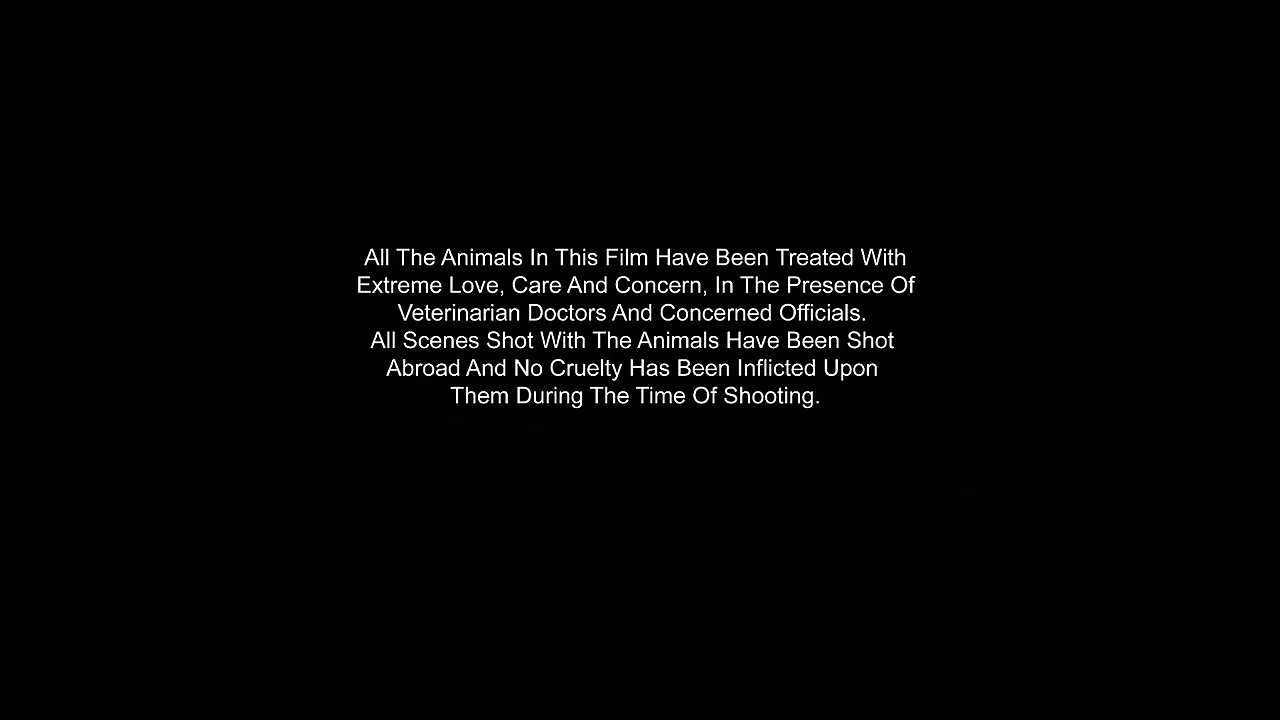 All The Animals In This Film Have Been Treated With
Extreme Love, Care And Concern, In The Presence Of
Veterinarian Doctors And Concerned Officials.
All Scenes Shot With The Animals Have Been Shot
Abroad And No Cruelty Has Been Inflicted Upon
Them During The Time Of Shooting.